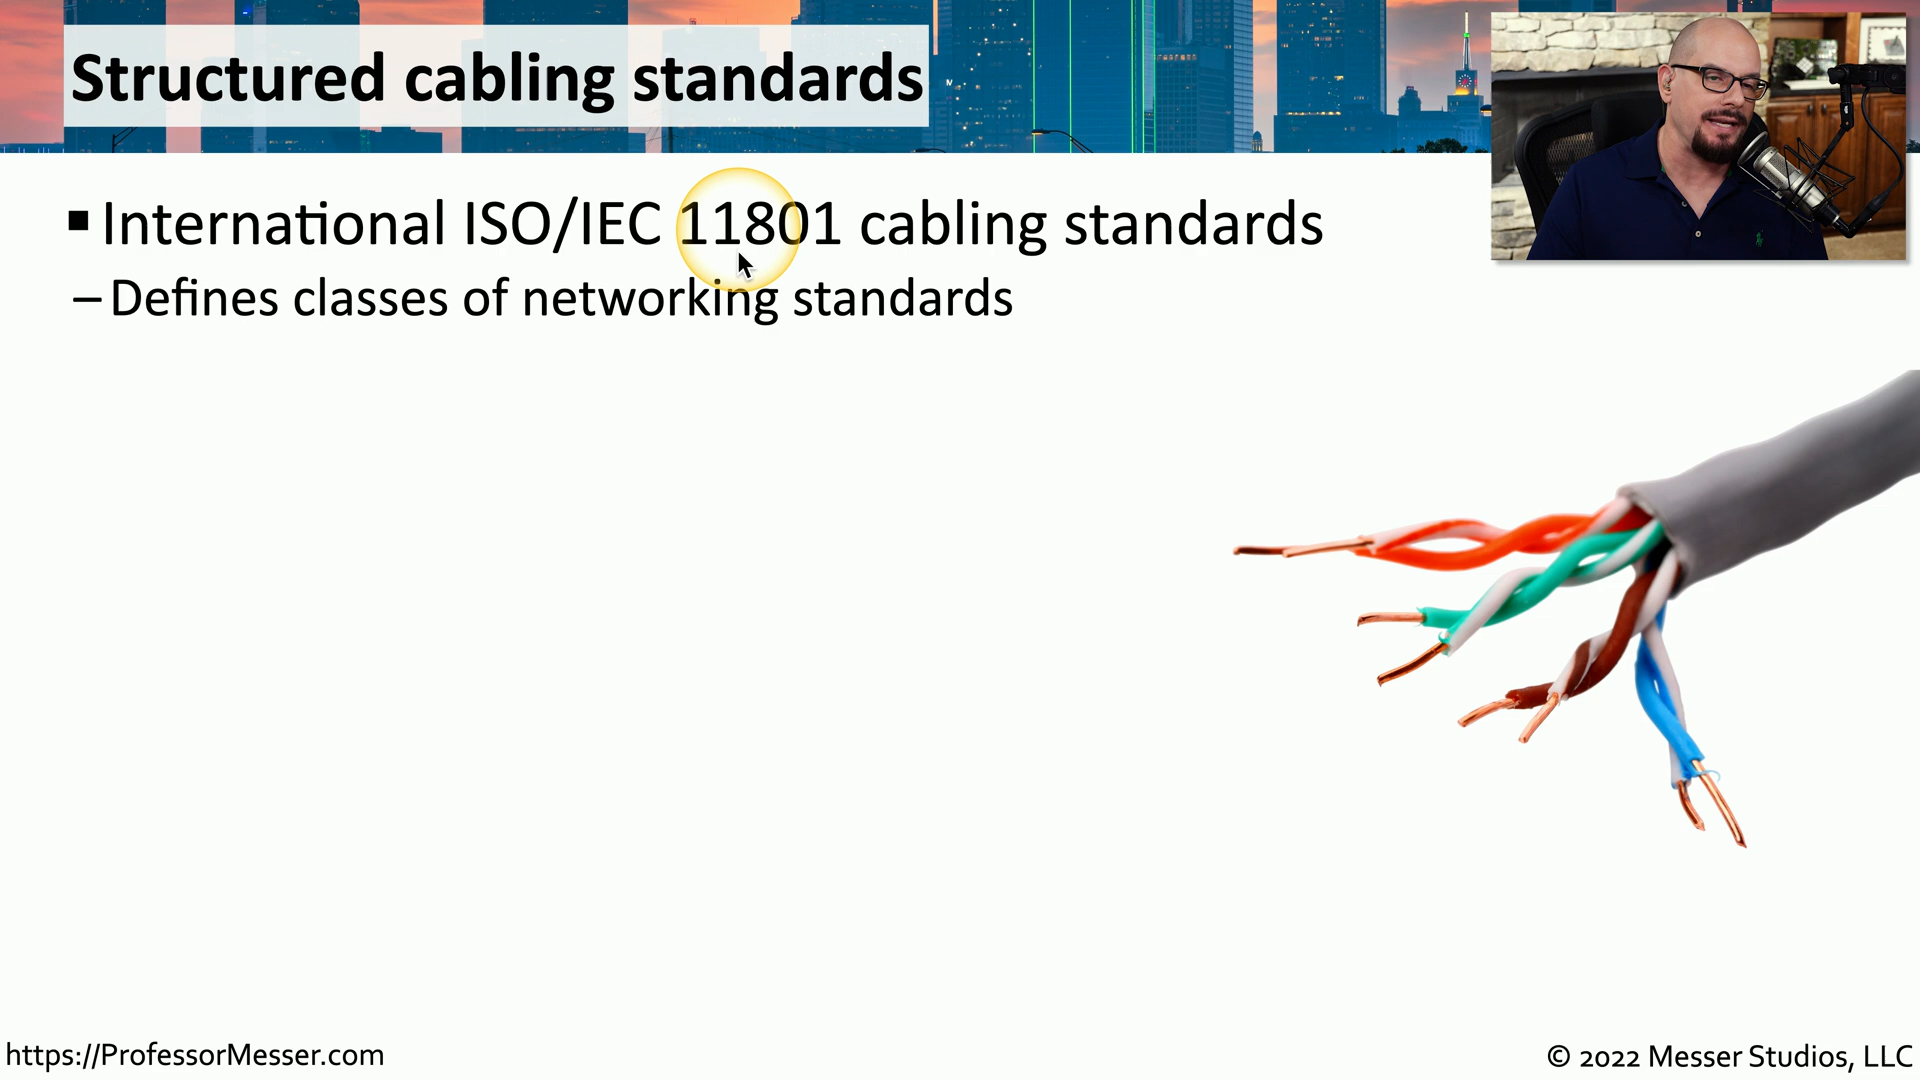 Structured cabling standards
▪ International ISO/IEC 11801 cabling standards
– Defines classes of networking standards
https://ProfessorMesser.com
© 2022 Messer Studios, LLC